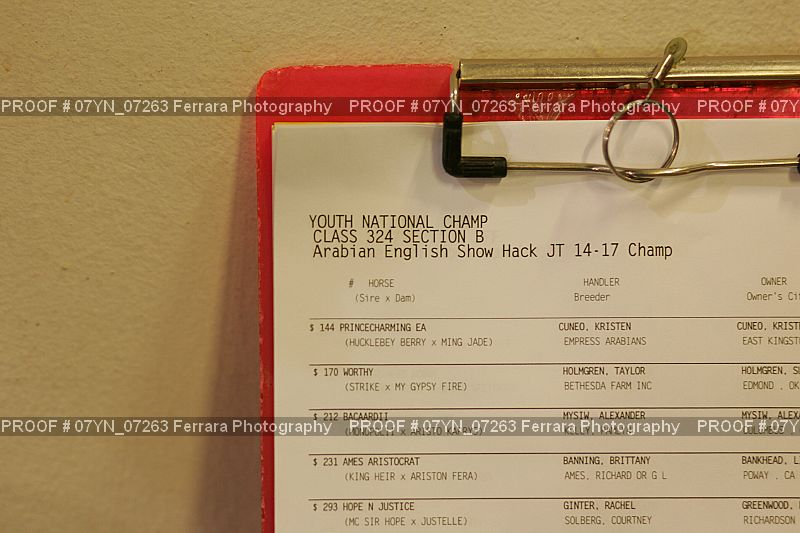 PROOF # 07YN_07263 Ferrara Photography PROOF # 07YN_07263 Ferrara Photography PROOF # 07
YOUTH NATIONAL CHAMP
CLASS 324 SECTION B
Arabian English Show Hack JT 14-17 Champ
# HORSE HANDLER OWNER
(Sire x Dam) Breeder Owner's Cit
$ 144 PRINCECHARMING EA CUNEO, KRISTEN CUNEO, KRIST
(HUCKLEBEY BERRY x MING JADE) EMPRESS ARABIANS EAST KINGST
$ 170 WORTHY HOLMGREN, TAYLOR HOLMGREN, SU
(STRIKE x MY GYPSY FIRE) BETHESDA FARM INC EDMOND , OK
$ 212 BACAARDII MYSIW, ALEXANDER MYSIW, ALEXA
PROOF # 07YN_07263 Ferrara Photography PROOF # 07YN_07263 Ferrara Photography PROOF # 07
$ 231 AMES ARISTOCRAT BANNING, BRITTANY BANKHEAD, L
(KING HEIR x ARISTON FERA) AMES, RICHARD OR G L POWAY , CA
$ 293 HOPE N JUSTICE GINTER, RACHEL GREENWOOD,
(MC SIR HOPE x JUSTELLE) SOLBERG, COURTNEY RICHARDSON